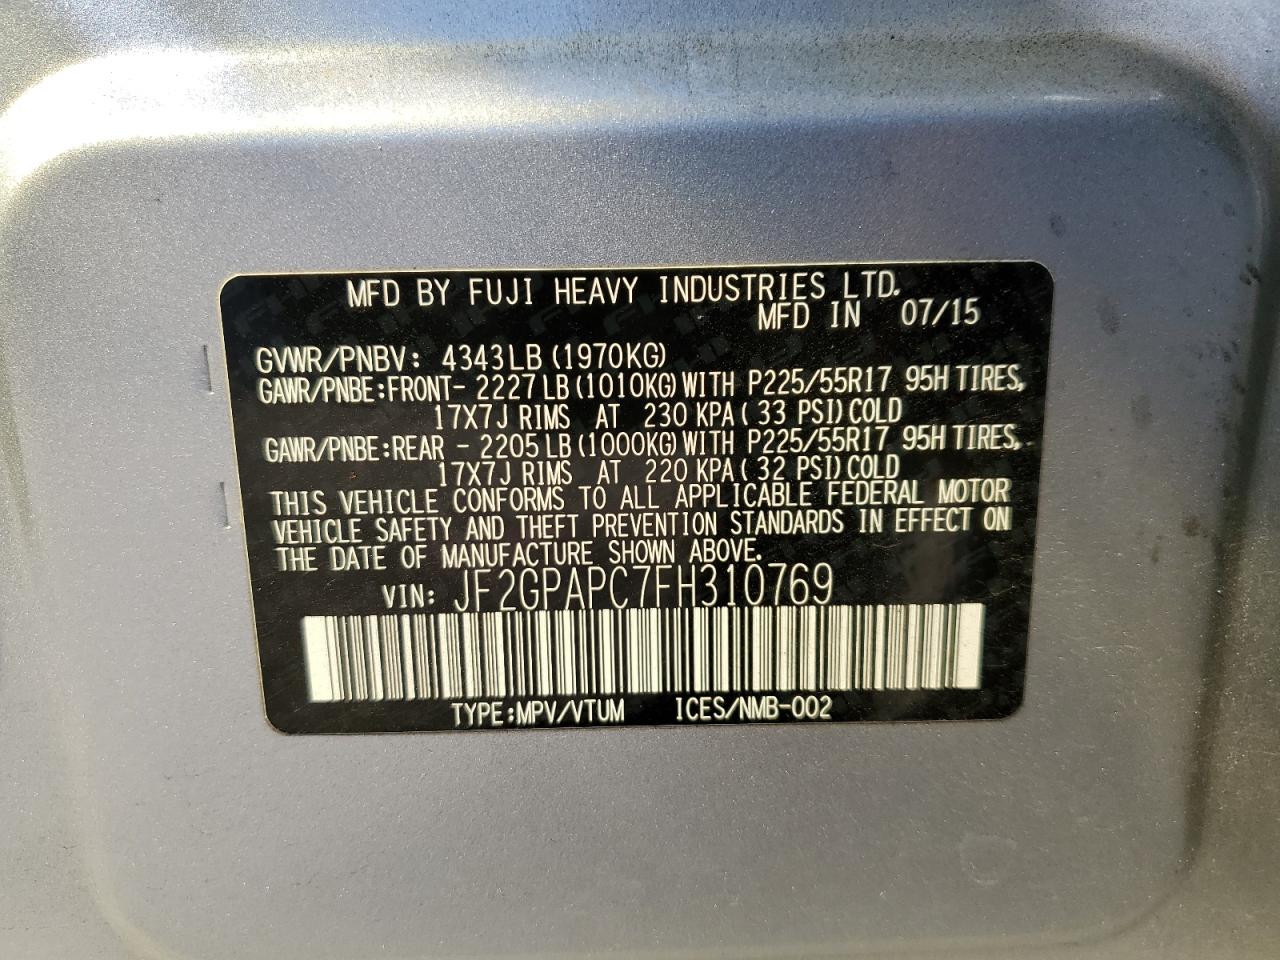 MFD BY FUJI HEAVY INDUSTRIES LTD.
MFD IN 07/15
GVWR/PNBV: 4343LB (1970KG)
GAWR/PNBE:FRONT- 2227LB(1010KG)WITH P225/55R17 95H TIRES,
17X7J RIMS AT 230 KPA( 33 PSI)COLD
GAWR/PNBE:REAR - 2205LB(1000KG)WITH P225/55R17 95H TIRES,
17X7J RIMS AT 220 KPA( 32 PSI)COLD
THIS VEHICLE CONFORMS TO ALL APPLICABLE FEDERAL MOTOR
VEHICLE SAFETY AND THEFT PREVENTION STANDARDS IN EFFECT ON
THE DATE OF MANUFACTURE SHOWN ABOVE.
VIN: JF2GPAPC7FH310769
TYPE:MPV/VTUM ICES/NMB-002